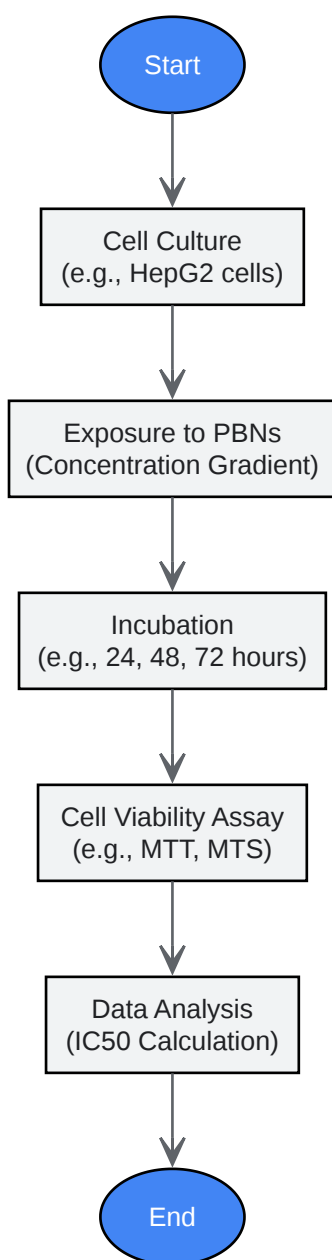 Start
Cell Culture
(e.g., HepG2 cells)
Exposure to PBNs
(Concentration Gradient)
Incubation
(e.g., 24, 48, 72 hours)
Cell Viability Assay
(e.g., MTT, MTS)
Data Analysis
(IC50 Calculation)
End